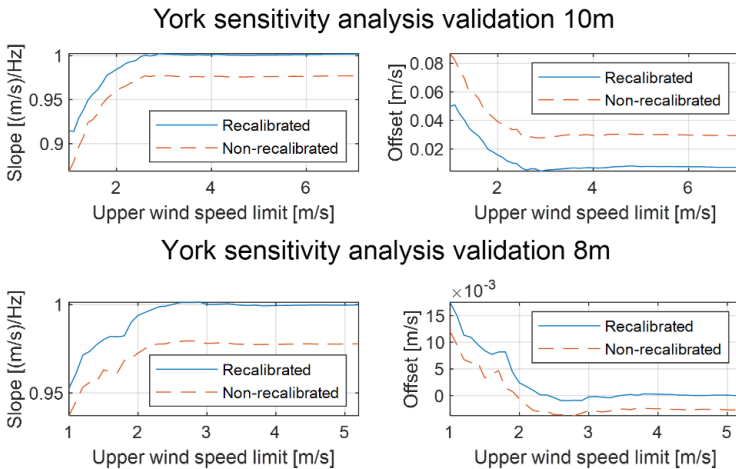 York sensitivity analysis validation 10m
Slope [(m/s)/Hz]
1
0.95
0.9
Recalibrated
Non-recalibrated
2 4 6
Upper wind speed limit [m/s]
Offset [m/s]
0.08
0.06
0.04
0.02
Recalibrated
Non-recalibrated
2 4 6
Upper wind speed limit [m/s]
York sensitivity analysis validation 8m
Slope [(m/s)/Hz]
1
0.95
Recalibrated
Non-recalibrated
1 2 3 4 5
Upper wind speed limit [m/s]
×10⁻³
Offset [m/s]
15
10
5
0
Recalibrated
Non-recalibrated
1 2 3 4 5
Upper wind speed limit [m/s]